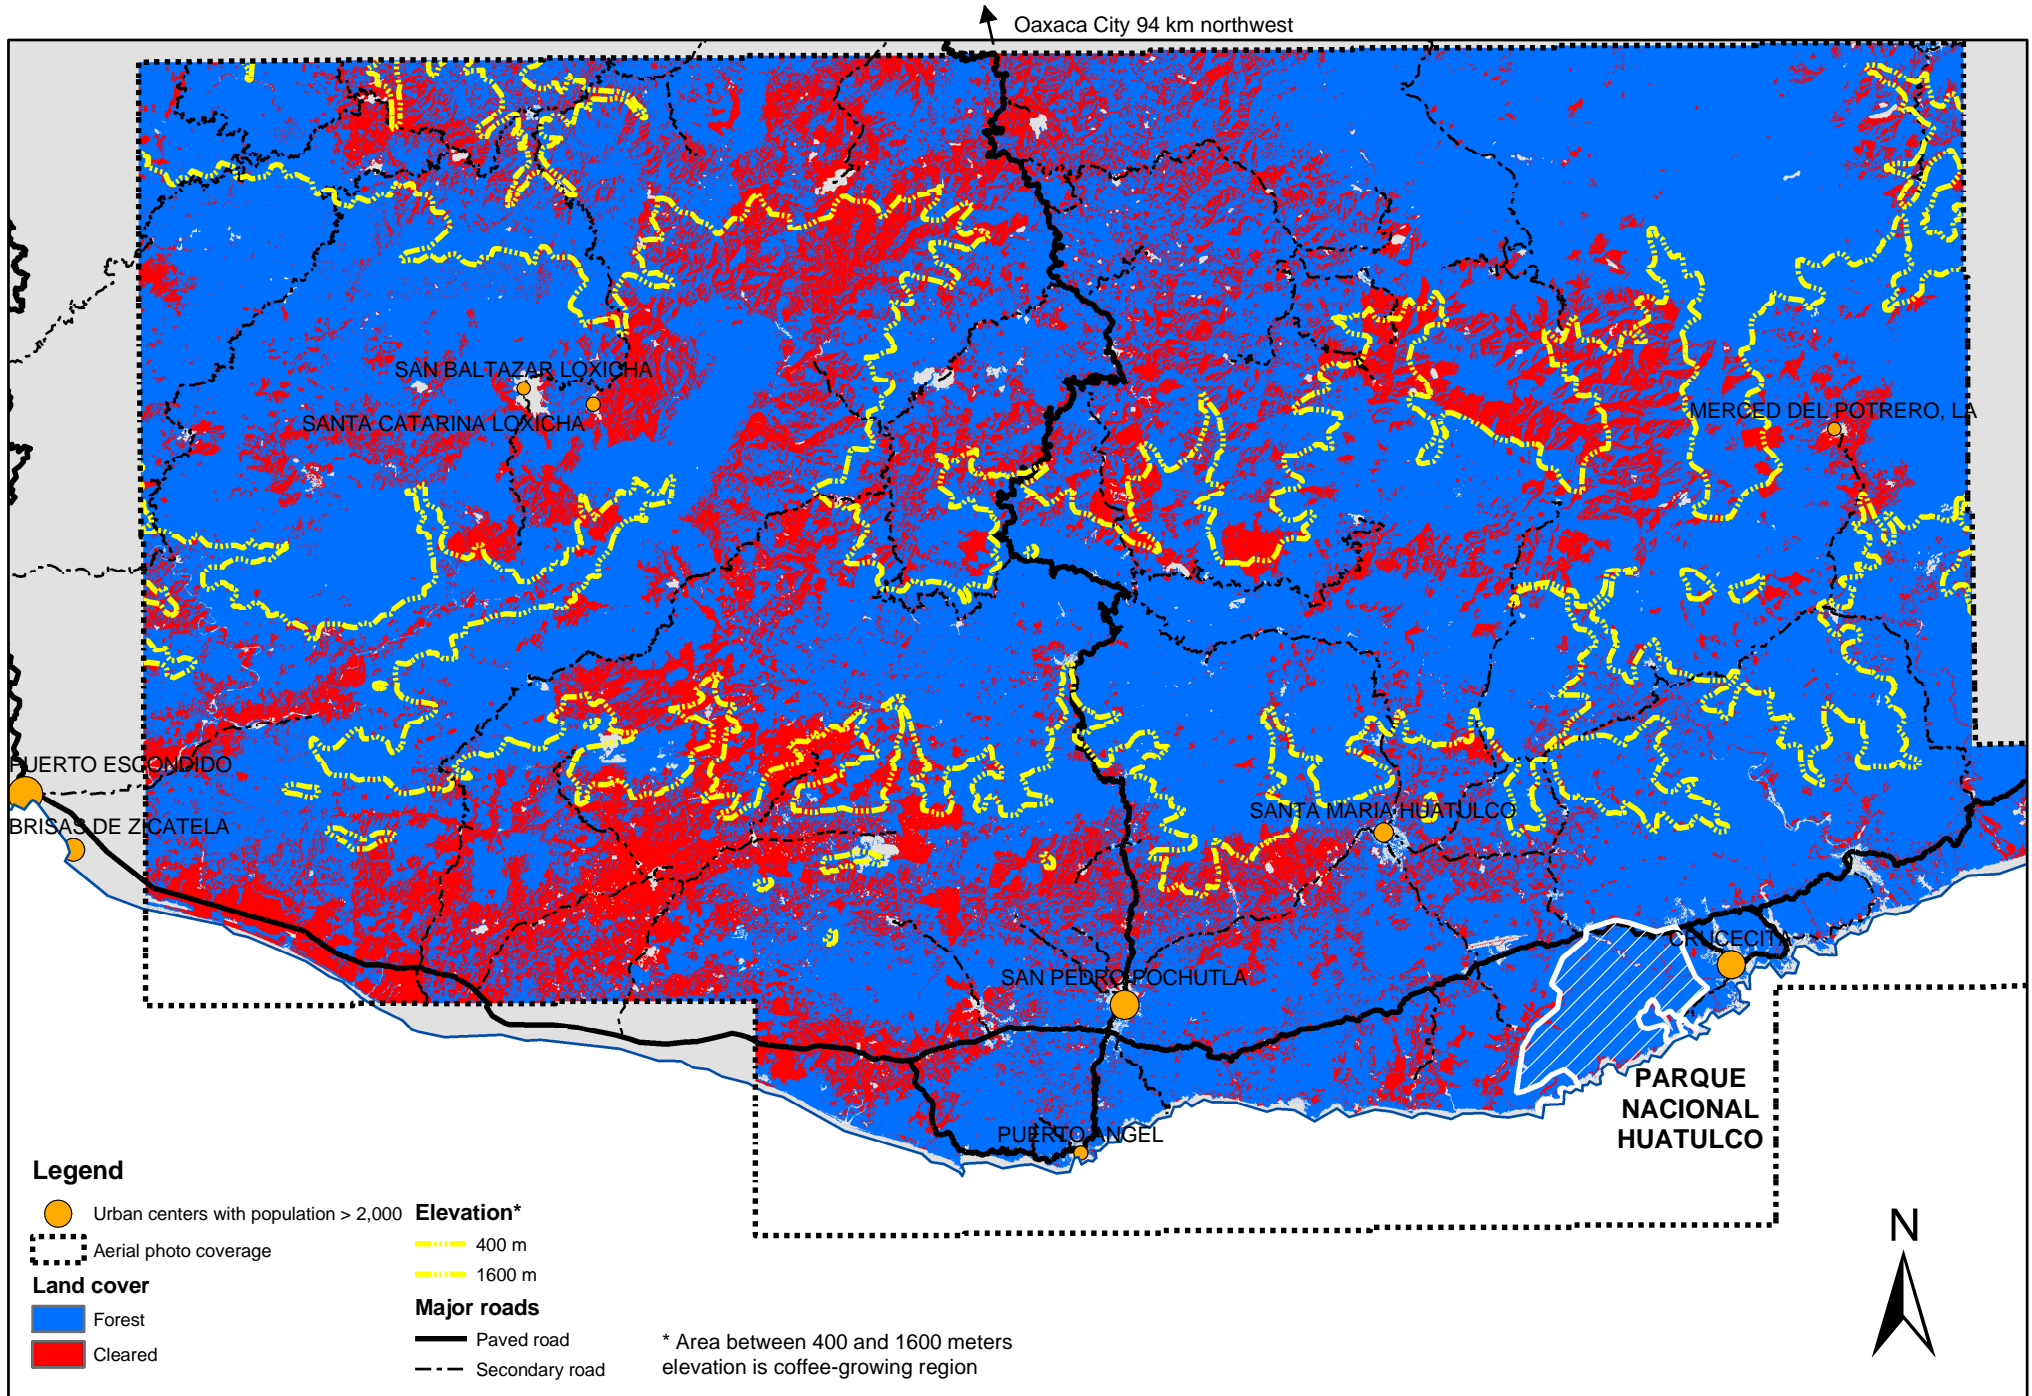 Oaxaca City 94 km northwest
SAN BALTAZAR LOXICHA
SANTA CATARINA LOXICHA
MERCED DEL POTRERO, LA
PUERTO ESCONDIDO
BRISAS DE ZICATELA
SANTA MARIA HUATULCO
CRUCECITA
SAN PEDRO POCHUTLA
PARQUE
NACIONAL
HUATULCO
PUERTO ANGEL
Legend
Urban centers with population > 2,000
Aerial photo coverage
Land cover
Forest
Cleared
Elevation*
400 m
1600 m
Major roads
Paved road
Secondary road
* Area between 400 and 1600 meters
elevation is coffee-growing region
N